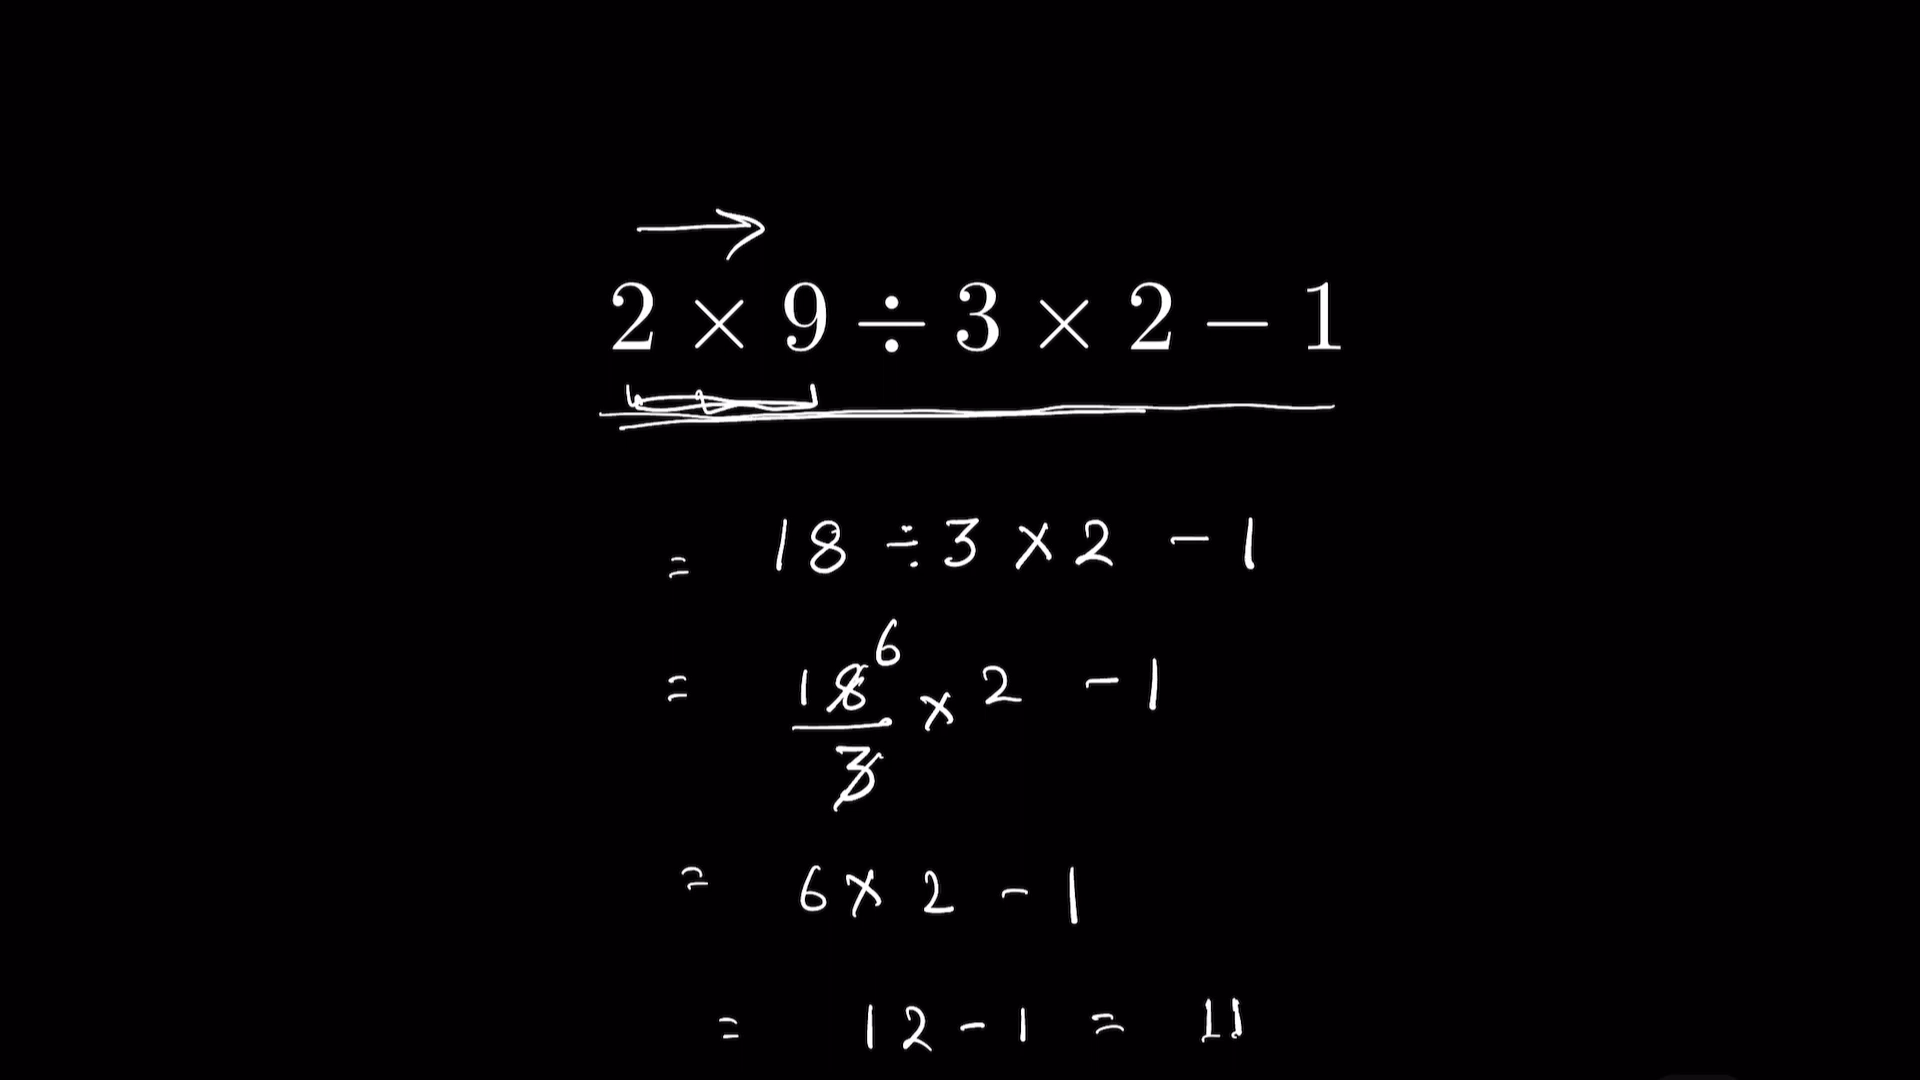 2 × 9 ÷ 3 × 2 − 1
= 18 ÷ 3 × 2 − 1
= 18/3 6 × 2 − 1
= 6 × 2 − 1
= 12 − 1 = 11